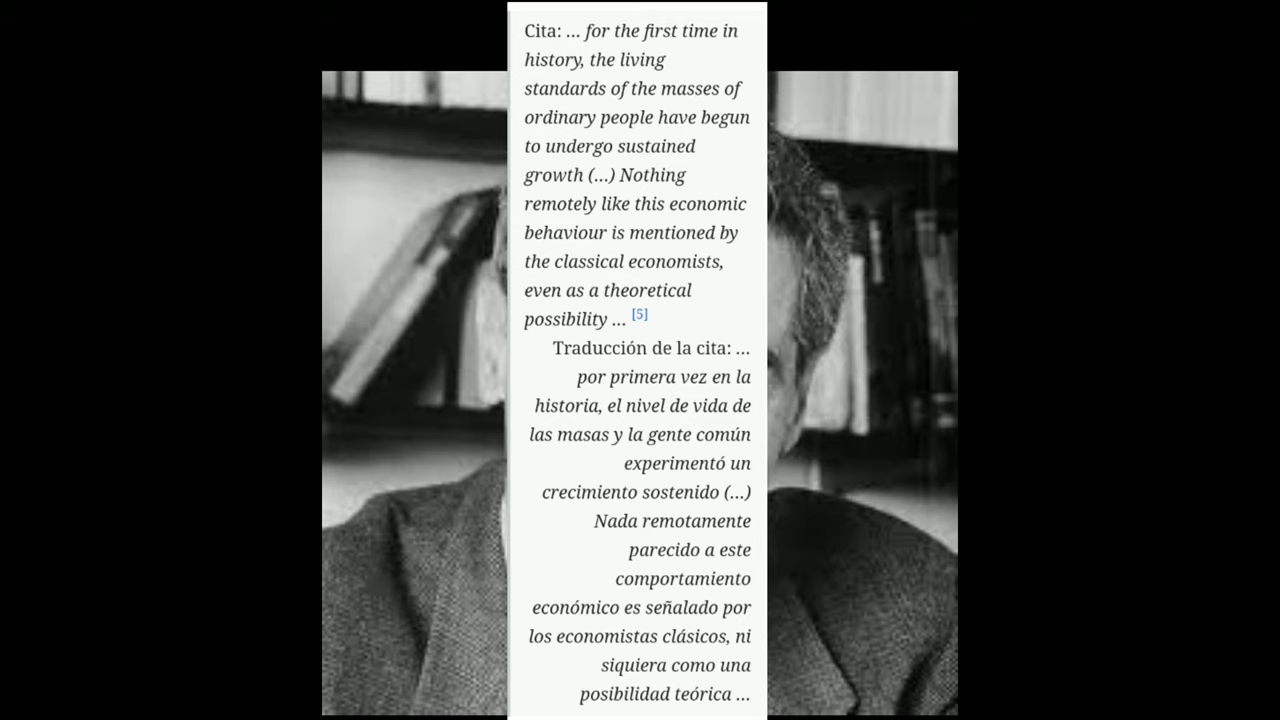 Cita: ... for the first time in
history, the living
standards of the masses of
ordinary people have begun
to undergo sustained
growth (...) Nothing
remotely like this economic
behaviour is mentioned by
the classical economists,
even as a theoretical
possibility ... [5]
Traducción de la cita: ...
por primera vez en la
historia, el nivel de vida de
las masas y la gente común
experimentó un
crecimiento sostenido (...)
Nada remotamente
parecido a este
comportamiento
económico es señalado por
los economistas clásicos, ni
siquiera como una
posibilidad teórica ...